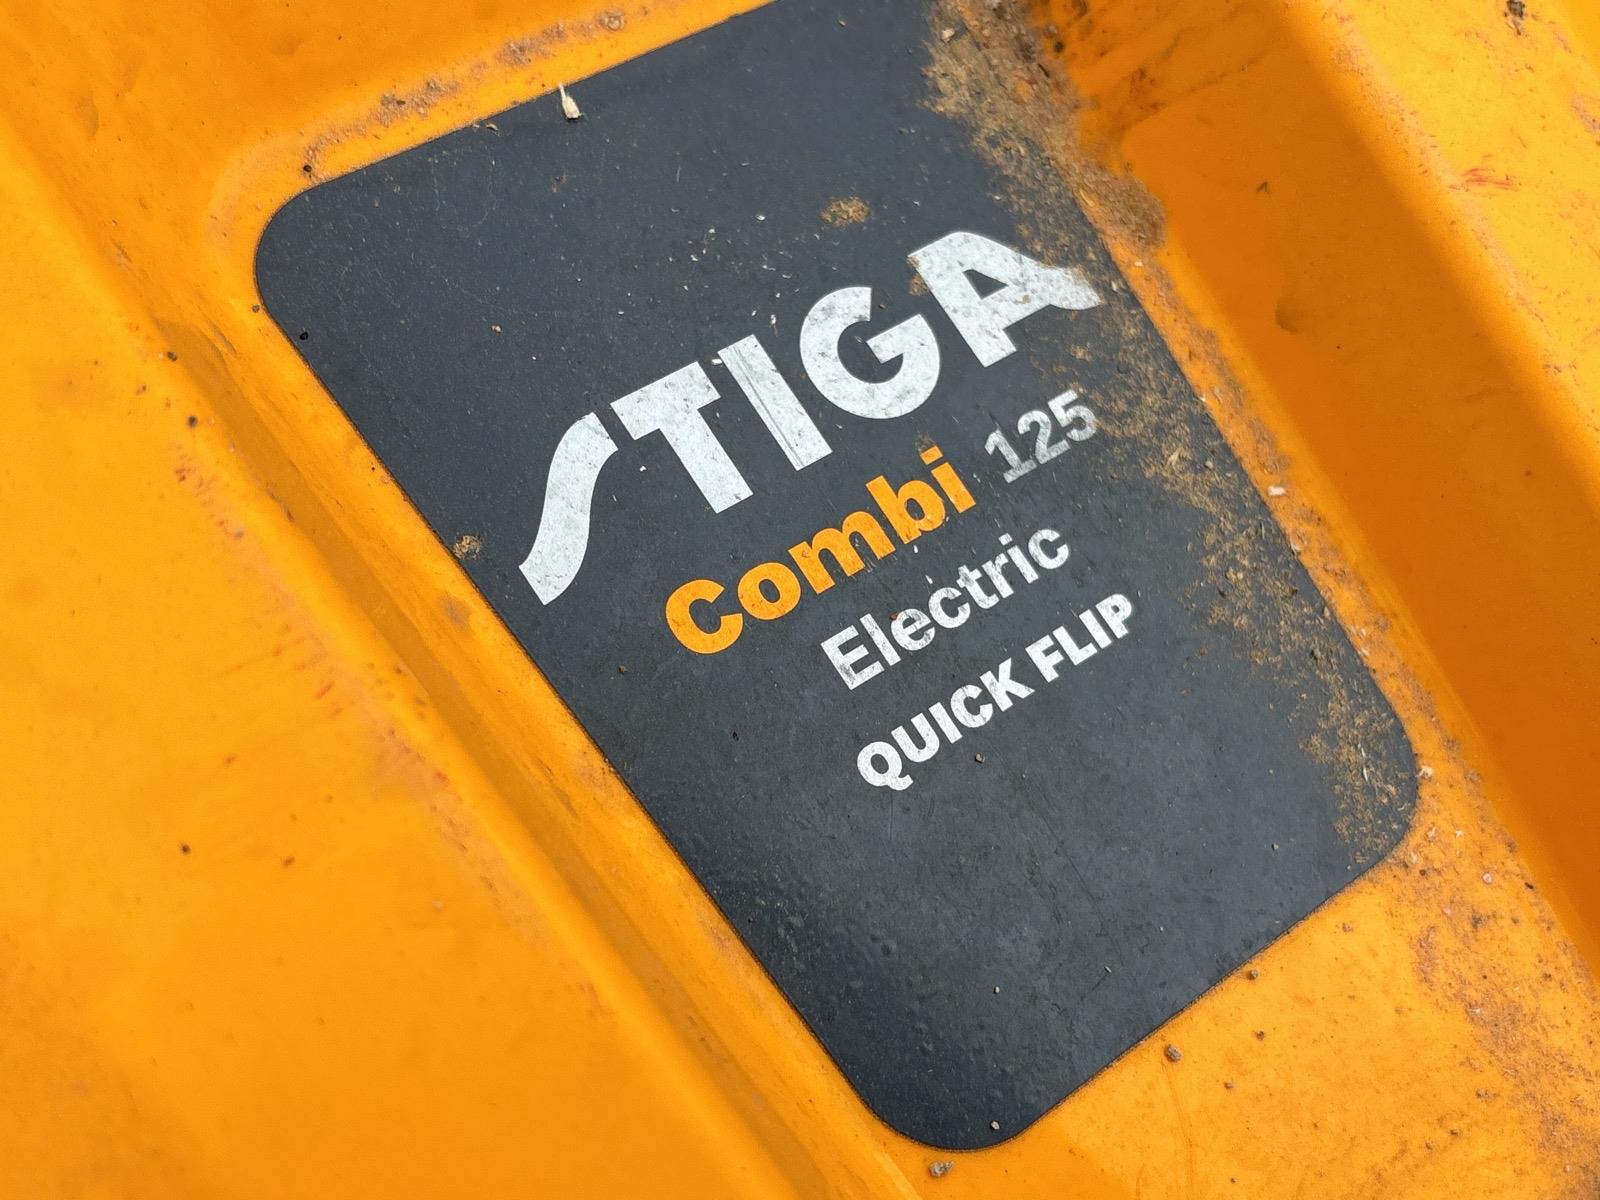 STIGA
Combi 125
Electric
QUICK FLIP